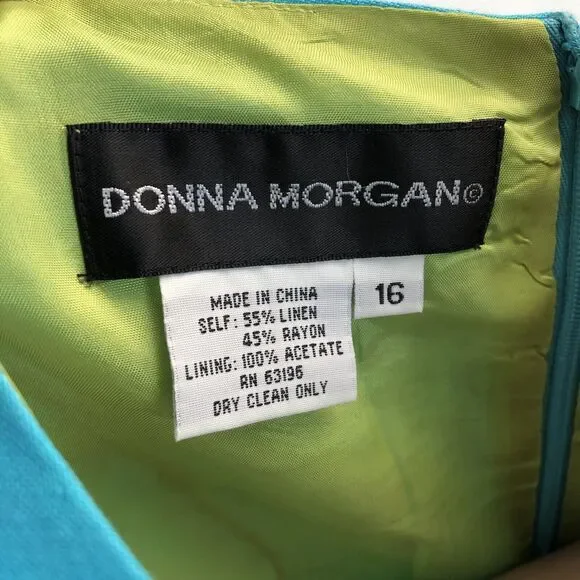 DONNA MORGAN©
16
MADE IN CHINA
SELF: 55% LINEN
45% RAYON
LINING: 100% ACETATE
RN 63196
DRY CLEAN ONLY